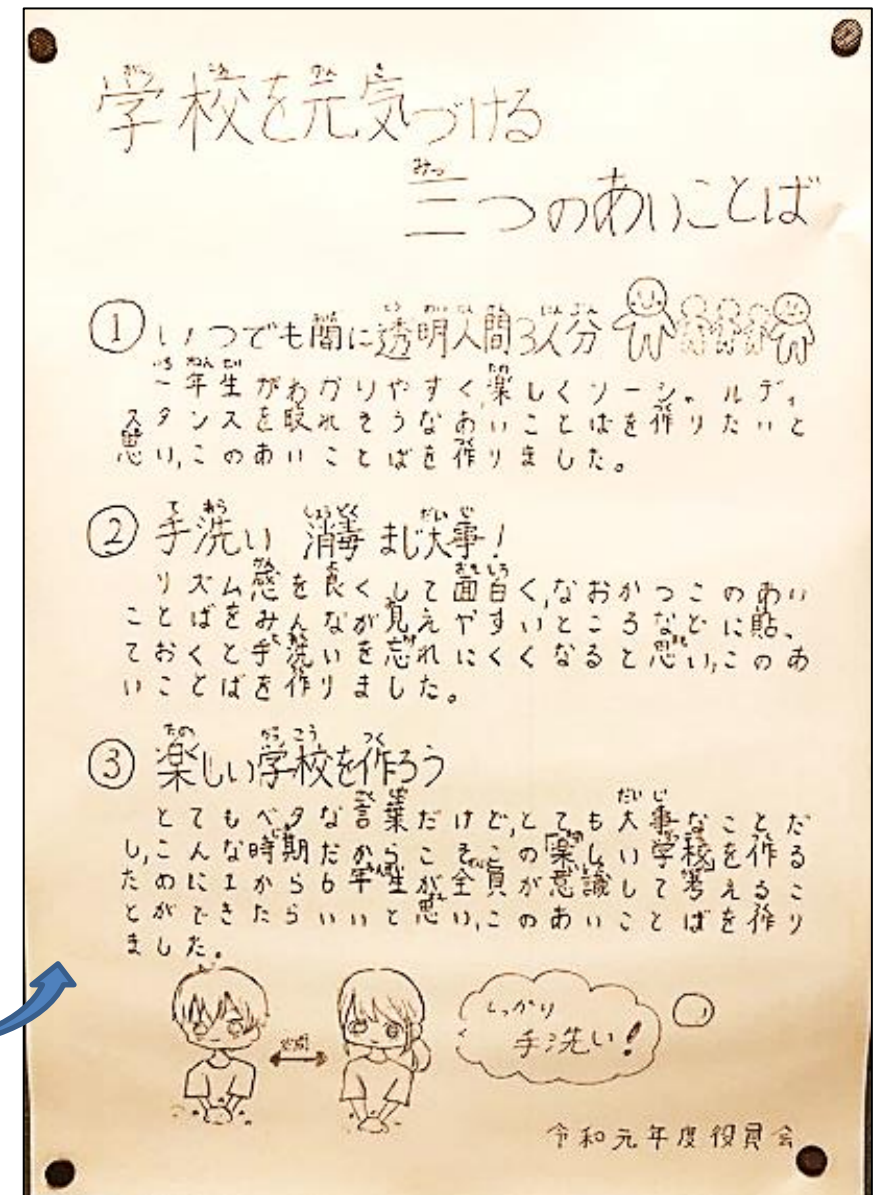 学校を元気づける
三つのあいことば
① いつでも間に透明人間3人分
一年生がわかりやすく、楽しくソーシャルディ
スタンスを取れそうなあいことばを作りたいと
思い、このあいことばを作りました。
② 手洗い 消毒 まじ大事!
リズム感を良くして面白く、なおかつこのあい
ことばをみんなが見えやすいところなどに貼っ
ておくと手洗いを忘れにくくなると思い、このあ
いことばを作りました。
③ 楽しい学校を作ろう
とてもベタな言葉だけど、とても大事なことだ
し、こんな時期だからこそこの「楽しい学校」を作る
ために1から6年生が全員が意識して考えるこ
とができたらいいと思い、このあいことばを作り
ました。
空間
しっかり
手洗い!
令和元年度役員会